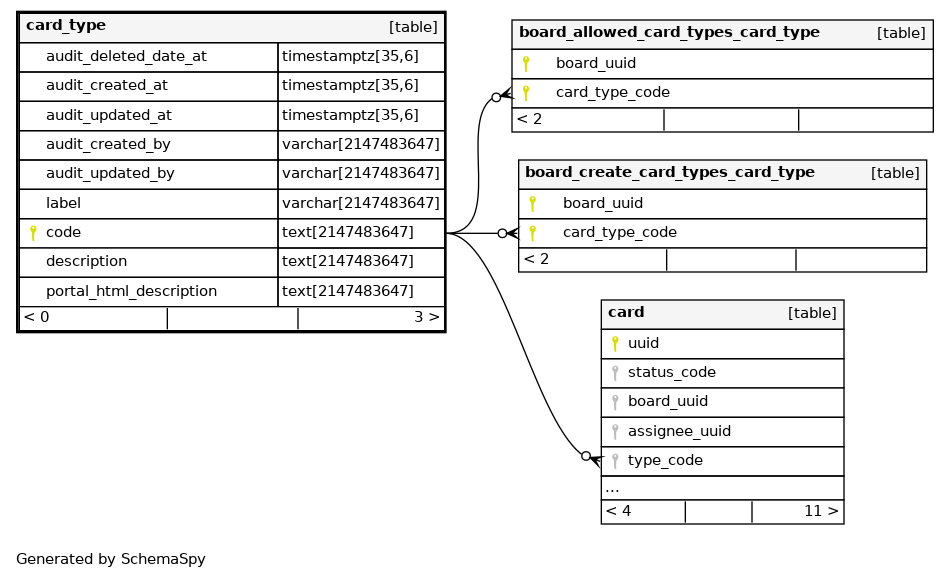 card_type [table]
audit_deleted_date_at timestamptz[35,6]
audit_created_at timestamptz[35,6]
audit_updated_at timestamptz[35,6]
audit_created_by varchar[2147483647]
audit_updated_by varchar[2147483647]
label varchar[2147483647]
code text[2147483647]
description text[2147483647]
portal_html_description text[2147483647]
< 0 3 >
board_allowed_card_types_card_type [table]
board_uuid
card_type_code
< 2
board_create_card_types_card_type [table]
board_uuid
card_type_code
< 2
card [table]
uuid
status_code
board_uuid
assignee_uuid
type_code
...
< 4 11 >
Generated by SchemaSpy